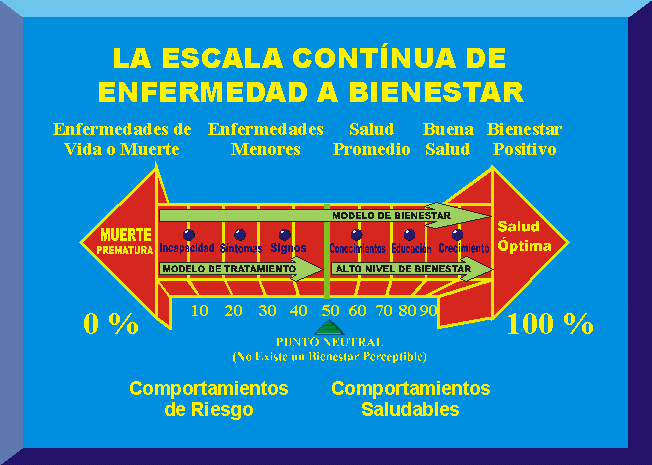 LA ESCALA CONTÍNUA DE
ENFERMEDAD A BIENESTAR
Enfermedades de
Vida o Muerte
Enfermedades
Menores
Salud
Promedio
Buena
Salud
Bienestar
Positivo
MODELO DE BIENESTAR
MUERTE
PREMATURA
Incapacidad
Síntomas
Signos
Conocimientos
Educación
Crecimiento
Salud
Óptima
MODELO DE TRATAMIENTO
ALTO NIVEL DE BIENESTAR
0 %
10 20 30 40 50 60 70 80 90
100 %
PUNTO NEUTRAL
(No Existe un Bienestar Perceptible)
Comportamientos
de Riesgo
Comportamientos
Saludables